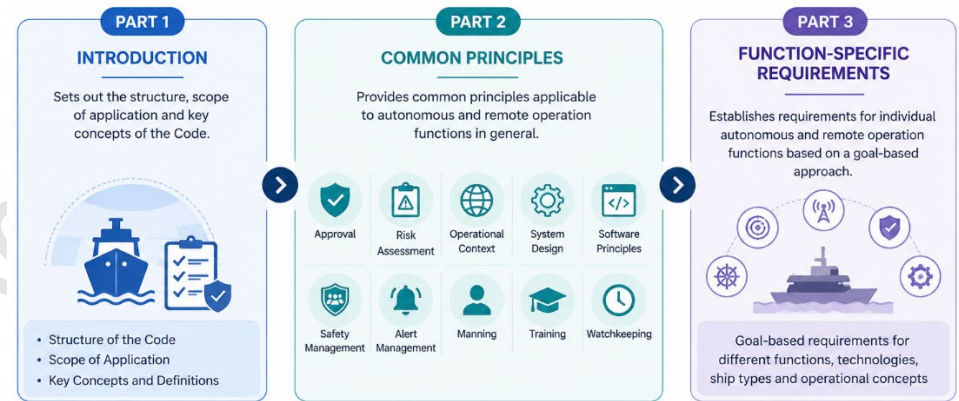 PART 1
INTRODUCTION
Sets out the structure, scope
of application and key
concepts of the Code.
• Structure of the Code
• Scope of Application
• Key Concepts and Definitions
PART 2
COMMON PRINCIPLES
Provides common principles applicable
to autonomous and remote operation
functions in general.
Approval
Risk
Assessment
Operational
Context
System
Design
Software
Principles
Safety
Management
Alert
Management
Manning
Training
Watchkeeping
PART 3
FUNCTION-SPECIFIC
REQUIREMENTS
Establishes requirements for individual
autonomous and remote operation
functions based on a goal-based
approach.
Goal-based requirements for
different functions, technologies,
ship types and operational concepts